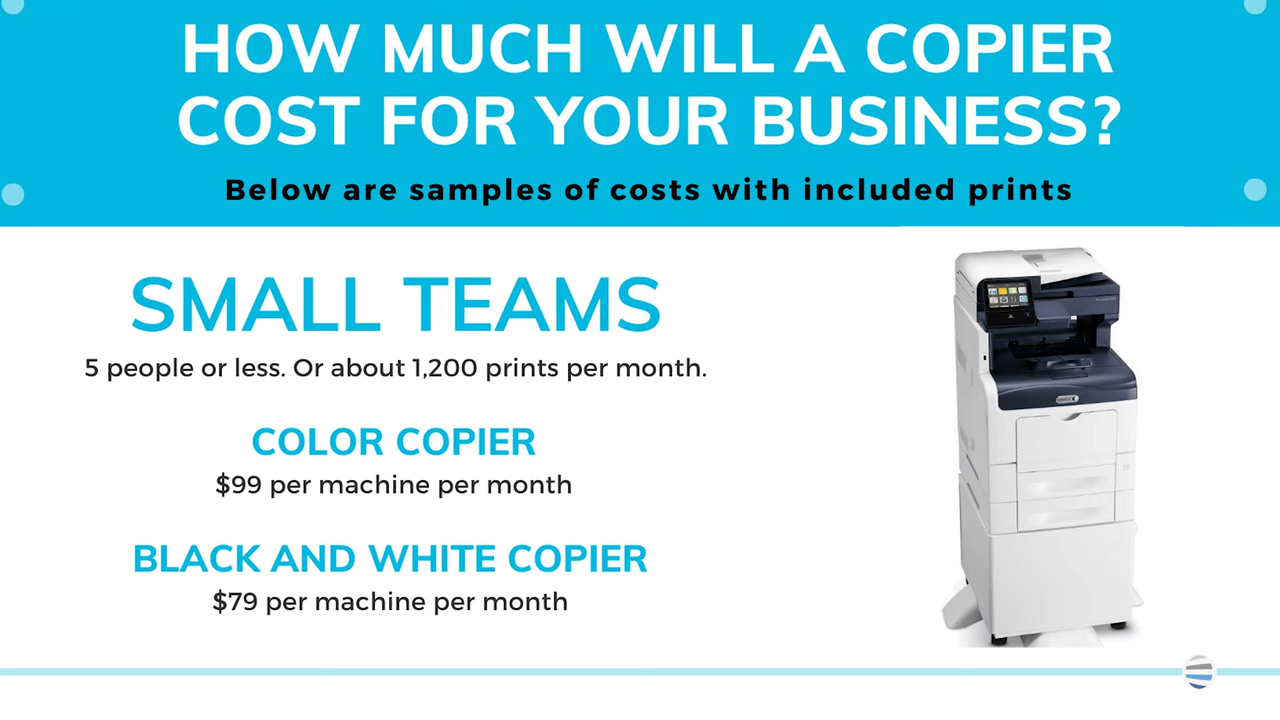 HOW MUCH WILL A COPIER
COST FOR YOUR BUSINESS?
Below are samples of costs with included prints
SMALL TEAMS
5 people or less. Or about 1,200 prints per month.
COLOR COPIER
$99 per machine per month
BLACK AND WHITE COPIER
$79 per machine per month